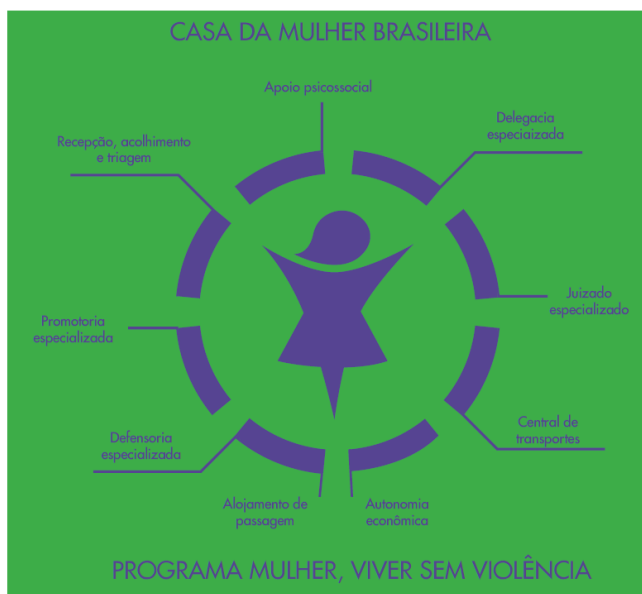 CASA DA MULHER BRASILEIRA
Apoio psicossocial
Delegacia
especiaizada
Recepção, acolhimento
e triagem
Juizado
especializado
Promotoria
especializada
Central de
transportes
Defensoria
especializada
Alojamento de
passagem
Autonomia
econômica
PROGRAMA MULHER, VIVER SEM VIOLÊNCIA